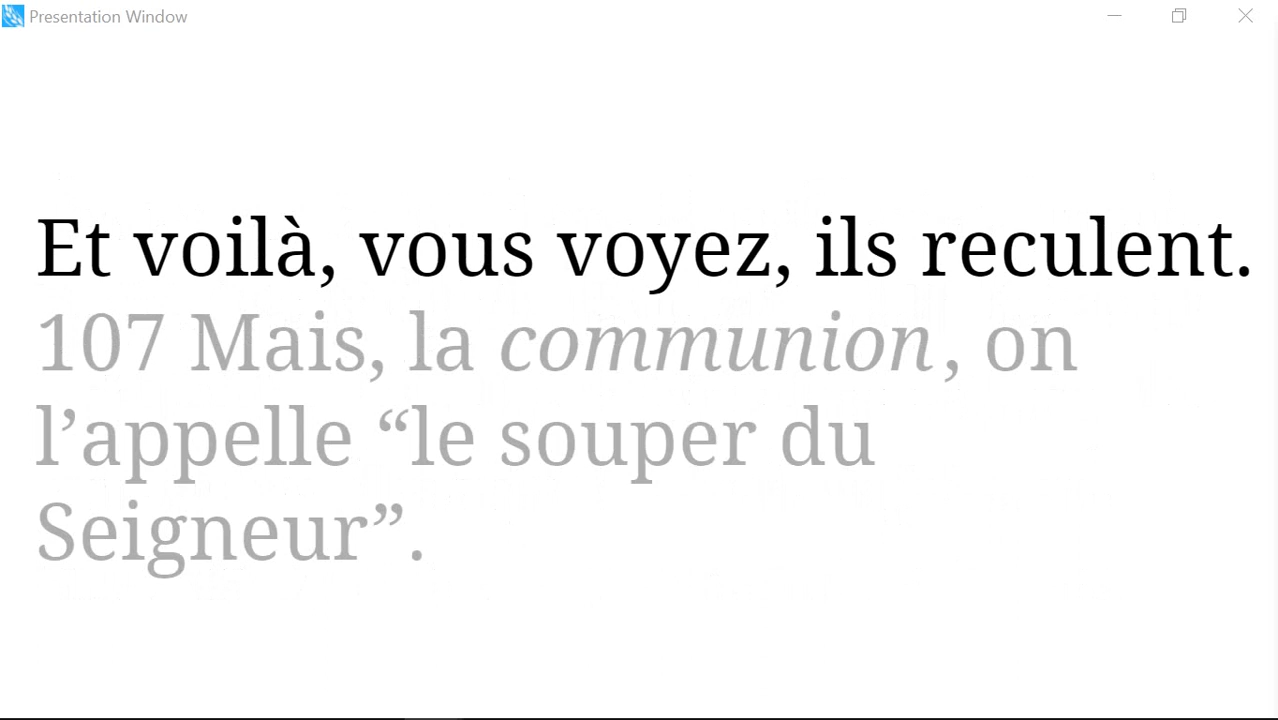 Presentation Window
Et voilà, vous voyez, ils reculent.
107 Mais, la communion, on
l’appelle “le souper du
Seigneur”.